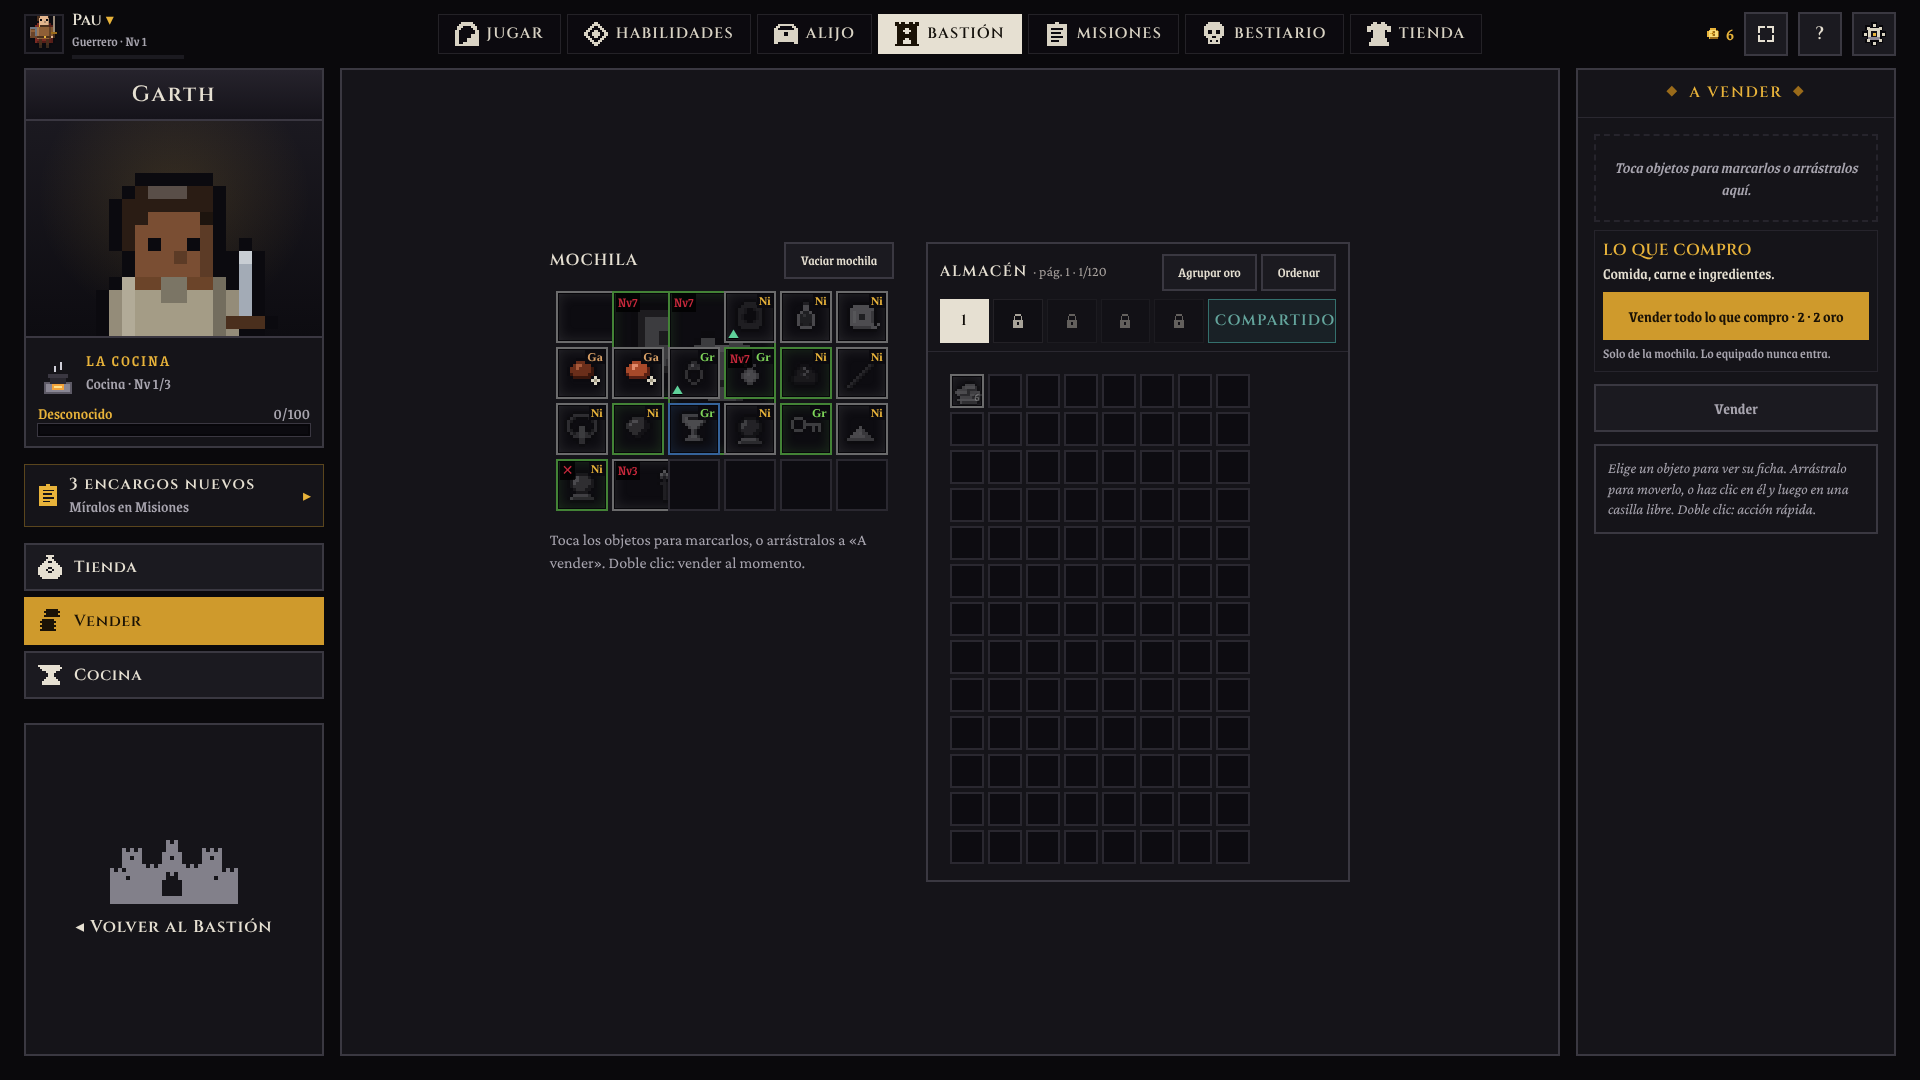 Pau ▾
Guerrero · Nv 1
JUGAR
HABILIDADES
ALIJO
BASTIÓN
MISIONES
BESTIARIO
TIENDA
6
?
Garth
LA COCINA
Cocina · Nv 1/3
Desconocido 0/100
3 ENCARGOS NUEVOS
Míralos en Misiones
Tienda
Vender
Cocina
◂ Volver al Bastión
MOCHILA
Vaciar mochila
Nv7 Nv7 Ni Ni Ni
Ga Ga Gr Nv7 Gr Ni Ni
Ni Ni Gr Ni Gr Ni
✕ Ni Nv3
Toca los objetos para marcarlos, o arrástralos a «A
vender». Doble clic: vender al momento.
ALMACÉN · pág. 1 · 1/120
Agrupar oro
Ordenar
1
COMPARTIDO
6
◆ A VENDER ◆
Toca objetos para marcarlos o arrástralos
aquí.
LO QUE COMPRO
Comida, carne e ingredientes.
Vender todo lo que compro · 2 · 2 oro
Solo de la mochila. Lo equipado nunca entra.
Vender
Elige un objeto para ver su ficha. Arrástralo
para moverlo, o haz clic en él y luego en una
casilla libre. Doble clic: acción rápida.